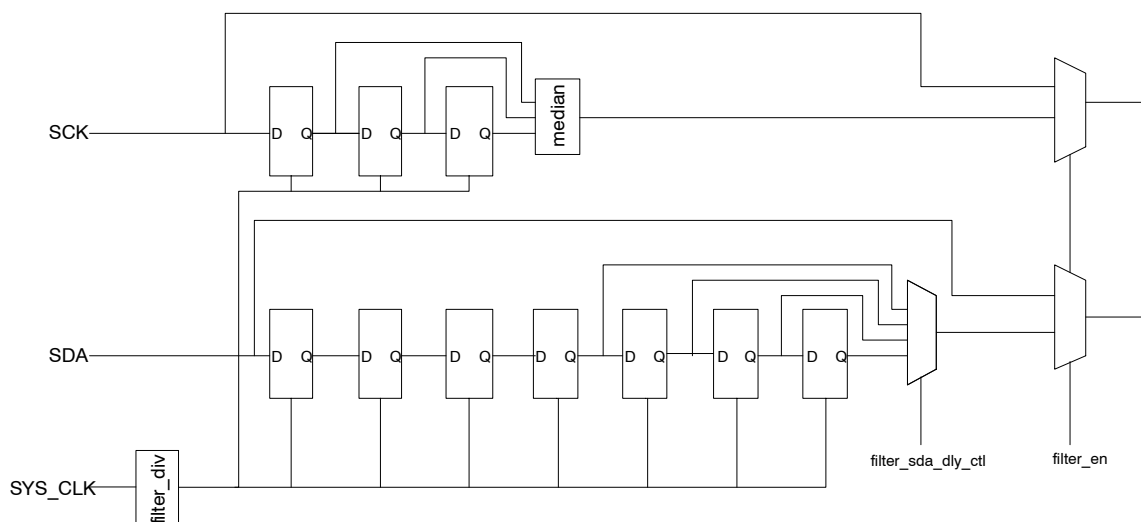 SCK
D Q
D Q
D Q
median
SDA
D Q
D Q
D Q
D Q
D Q
D Q
D Q
SYS_CLK
filter_div
filter_sda_dly_ctl
filter_en